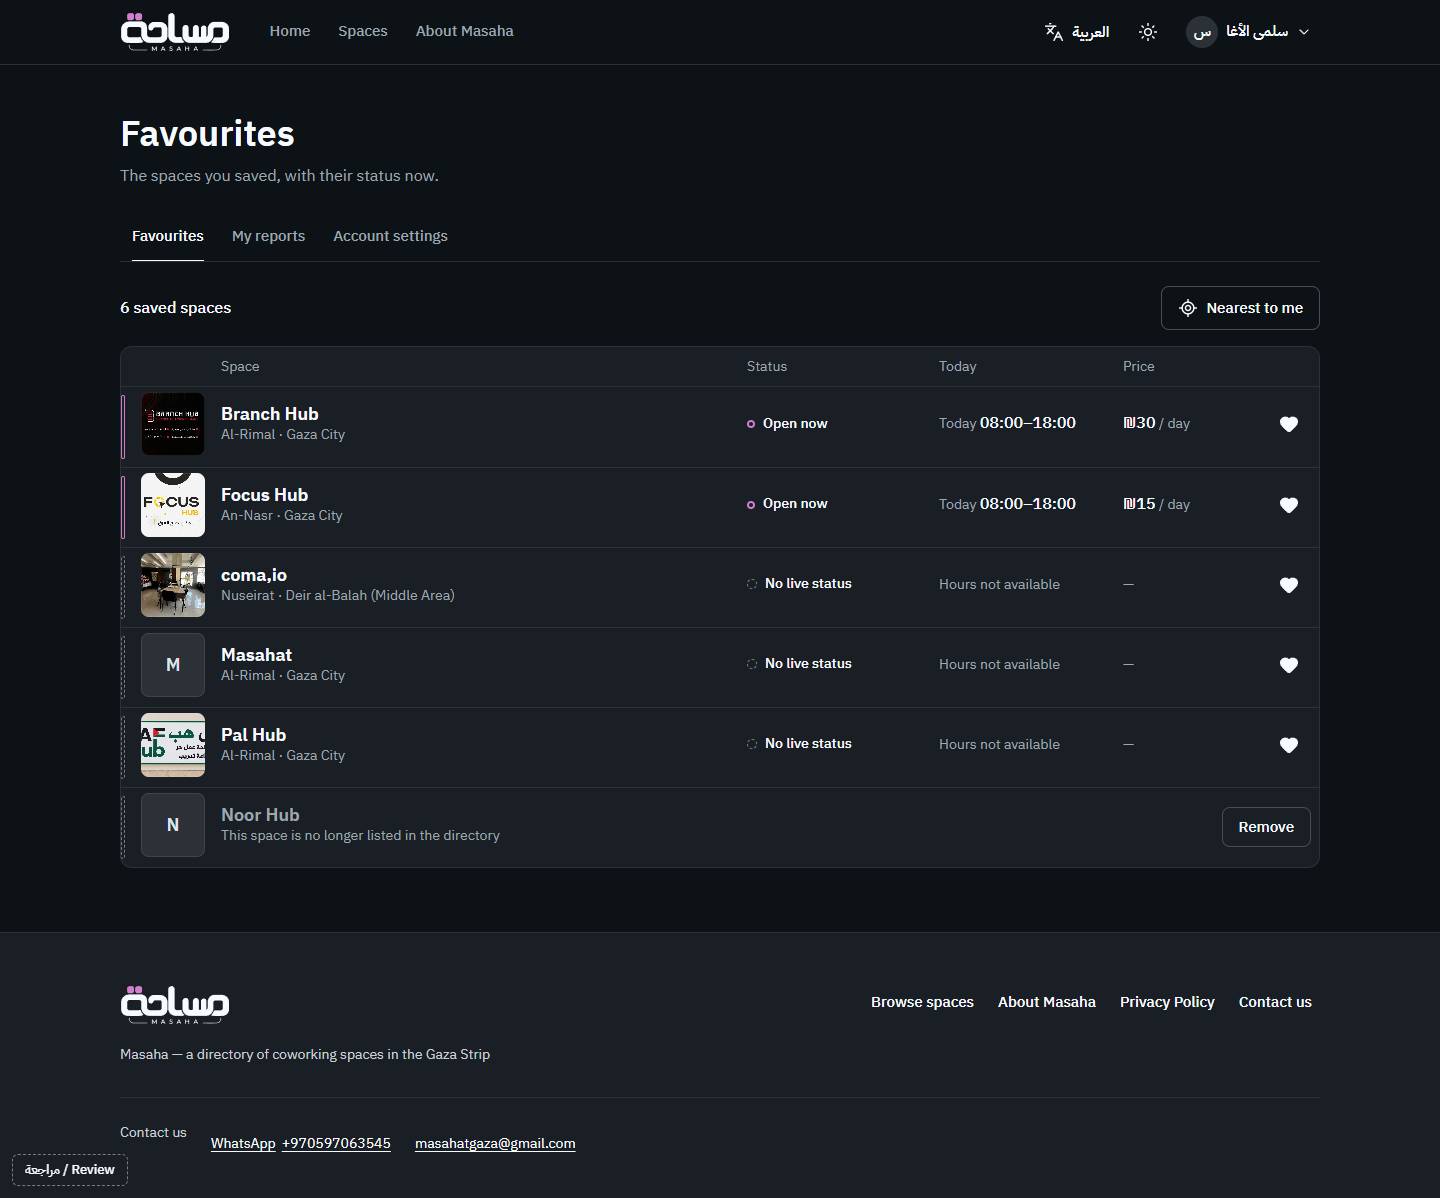 مساحة
MASAHA
Home Spaces About Masaha
العربية
س سلمى الأغا
Favourites
The spaces you saved, with their status now.
Favourites My reports Account settings
6 saved spaces
Nearest to me
Space Status Today Price
BRANCH HUB
Branch Hub
Al-Rimal · Gaza City
Open now
Today 08:00–18:00
₪30 / day
FOCUS
HUB
Focus Hub
An-Nasr · Gaza City
Open now
Today 08:00–18:00
₪15 / day
coma,io
Nuseirat · Deir al-Balah (Middle Area)
No live status
Hours not available
—
M
Masahat
Al-Rimal · Gaza City
No live status
Hours not available
—
هب
ub
Pal Hub
Al-Rimal · Gaza City
No live status
Hours not available
—
N
Noor Hub
This space is no longer listed in the directory
Remove
مساحة
MASAHA
Browse spaces About Masaha Privacy Policy Contact us
Masaha — a directory of coworking spaces in the Gaza Strip
Contact us
WhatsApp +970597063545 masahatgaza@gmail.com
مراجعة / Review